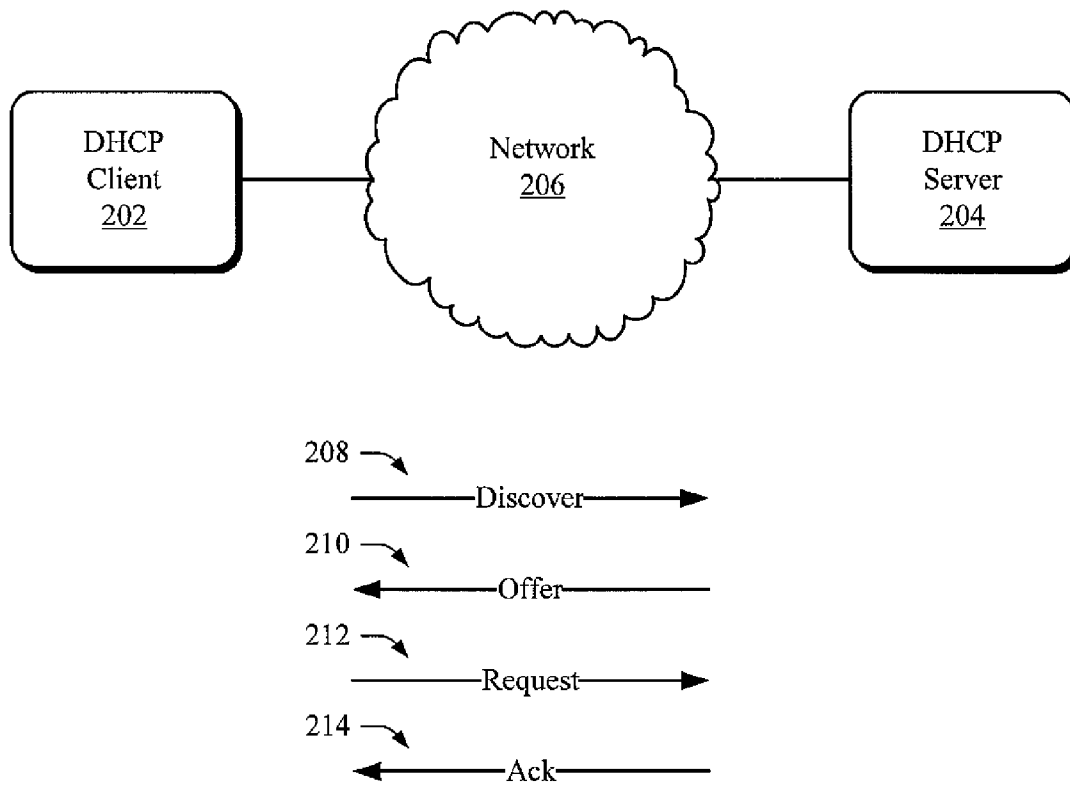 DHCP
Client
202
Network
206
DHCP
Server
204
208
Discover
210
Offer
212
Request
214
Ack